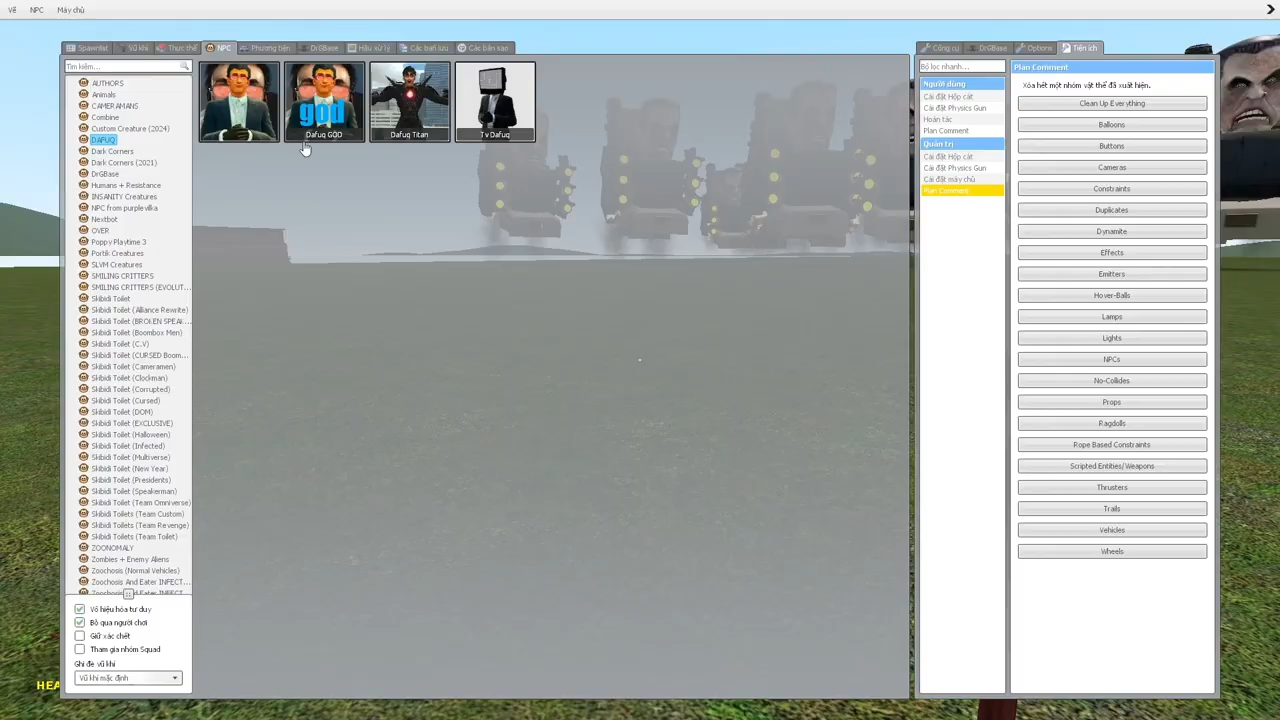 Vẽ NPC Máy chủ
Spawnlist Vũ khí Thực thể NPC Phương tiện DrGBase Hậu xử lý Các bản lưu Các bản sao
Công cụ DrGBase Options Tiện ích
Tìm kiếm...
AUTHORS
Animals
CAMERAMANS
Combine
Custom Creature (2024)
DAFUQ
Dark Corners
Dark Corners (2021)
DrGBase
Humans + Resistance
INSANITY Creatures
NPC from purplevilka
Nextbot
OVER
Poppy Playtime 3
Portik Creatures
SLVM Creatures
SMILING CRITTERS
SMILING CRITTERS (EVOLUT...
Skibidi Toilet
Skibidi Toilet (Alliance Rewrite)
Skibidi Toilet (BROKEN SPEAK...
Skibidi Toilet (Boombox Men)
Skibidi Toilet (C.V)
Skibidi Toilet (CURSED Boom...
Skibidi Toilet (Cameramen)
Skibidi Toilet (Clockman)
Skibidi Toilet (Corrupted)
Skibidi Toilet (Cursed)
Skibidi Toilet (DOM)
Skibidi Toilet (EXCLUSIVE)
Skibidi Toilet (Halloween)
Skibidi Toilet (Infected)
Skibidi Toilet (Multiverse)
Skibidi Toilet (New Year)
Skibidi Toilet (Presidents)
Skibidi Toilet (Speakerman)
Skibidi Toilet (Team Omniverse)
Skibidi Toilets (Team Custom)
Skibidi Toilets (Team Revenge)
Skibidi Toilets (Team Toilet)
ZOONOMALY
Zombies + Enemy Aliens
Zoochosis (Normal Vehicles)
Zoochosis And Eater INFECT...
Vô hiệu hóa tư duy
Bỏ qua người chơi
Giữ xác chết
Tham gia nhóm Squad
Ghi đè vũ khí
Vũ khí mặc định
HEA
god
Dafuq GOD
Dafuq Titan
Tv Dafuq
Bộ lọc nhanh...
Người dùng
Cài đặt Hộp cát
Cài đặt Physics Gun
Hoàn tác
Plan Comment
Quản trị
Cài đặt Hộp cát
Cài đặt Physics Gun
Cài đặt máy chủ
Plan Comment
Plan Comment
Xóa hết một nhóm vật thể đã xuất hiện.
Clean Up Everything
Balloons
Buttons
Cameras
Constraints
Duplicates
Dynamite
Effects
Emitters
Hover-Balls
Lamps
Lights
NPCs
No-Collides
Props
Ragdolls
Rope Based Constraints
Scripted Entities/Weapons
Thrusters
Trails
Vehicles
Wheels